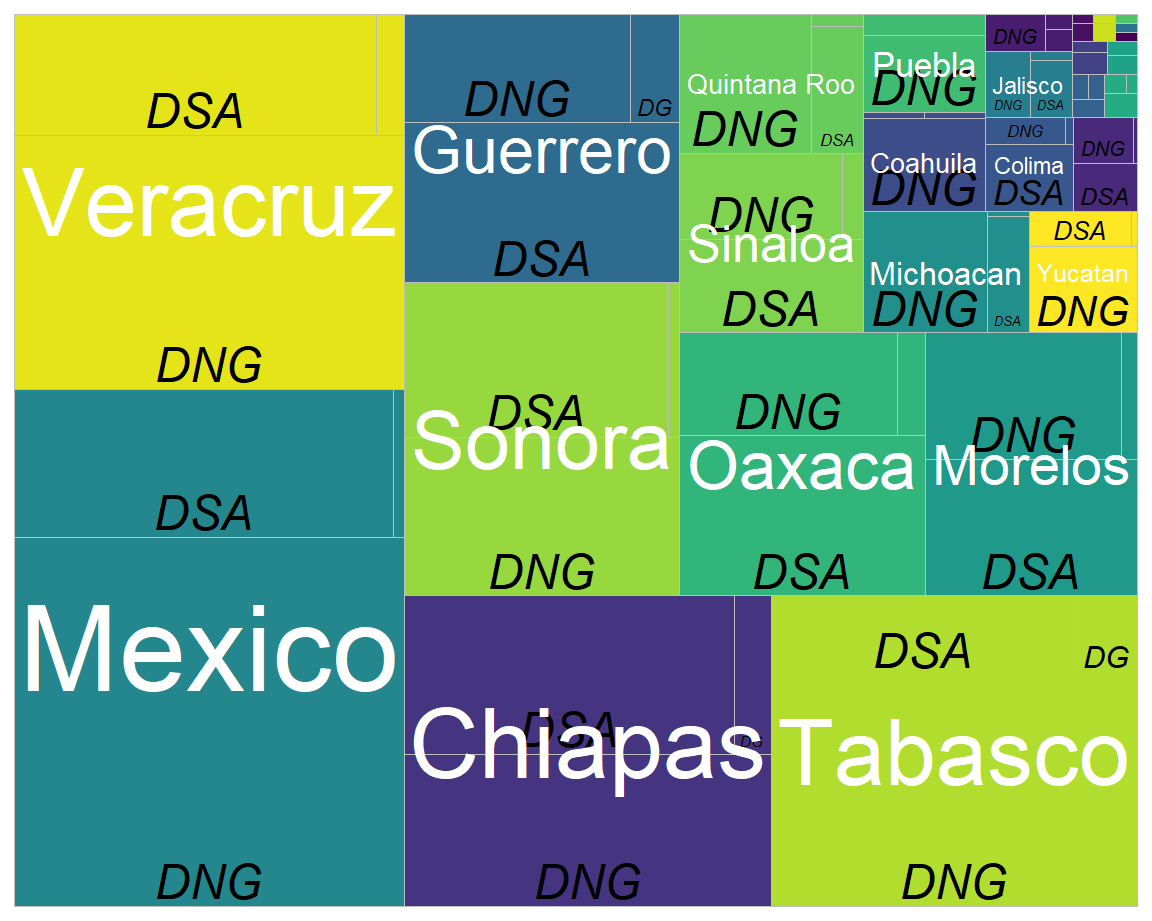 DSA
Veracruz
DNG
DSA
Mexico
DNG
DNG
DG
Guerrero
DSA
DSA
Sonora
DNG
DSA
DG
Chiapas
DNG
DSA
DG
Tabasco
DNG
Quintana Roo
DNG
DSA
DNG
Sinaloa
DSA
DNG
Oaxaca
DSA
DNG
Morelos
DSA
Puebla
DNG
Coahuila
DNG
Michoacan
DNG
DSA
DNG
Jalisco
DNG
DSA
DNG
Colima
DSA
DNG
DSA
DSA
Yucatan
DNG